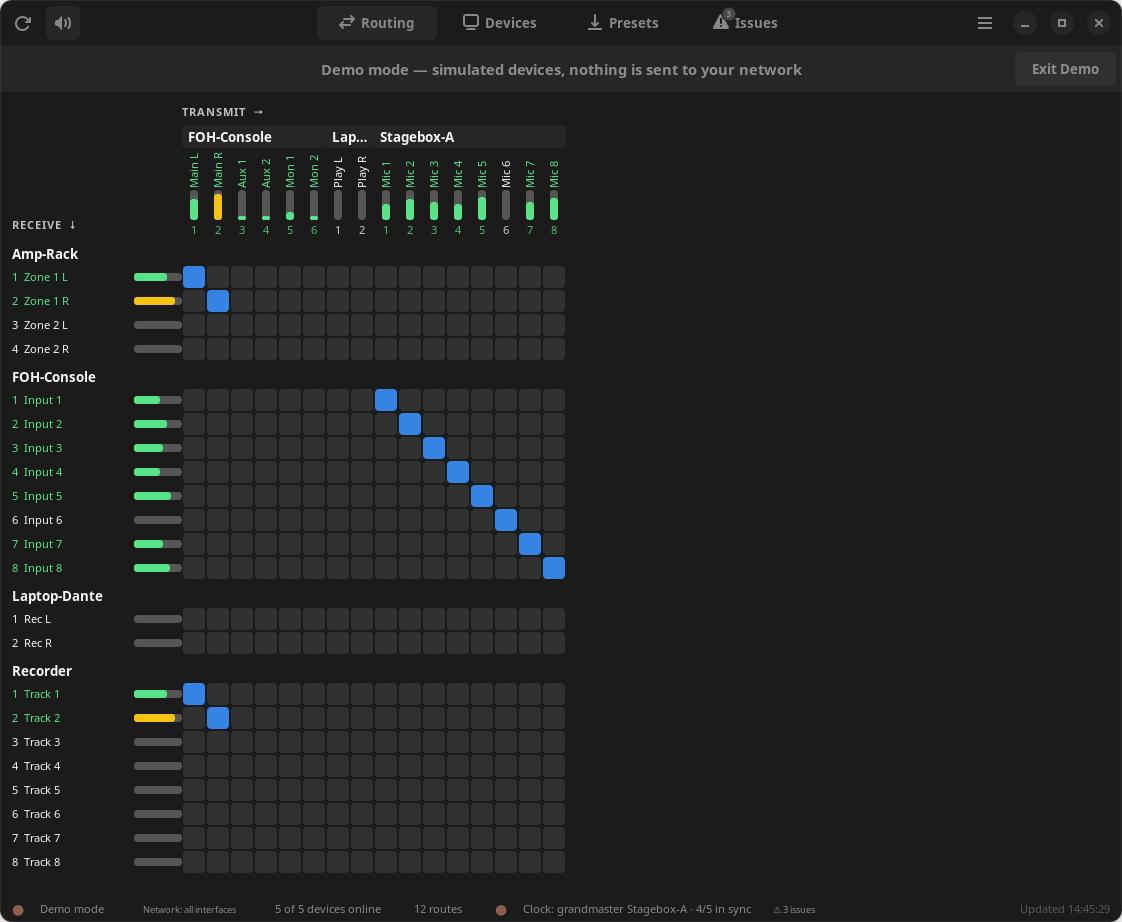 Routing Devices Presets 3 Issues
Demo mode — simulated devices, nothing is sent to your network Exit Demo
TRANSMIT →
FOH-Console Lap... Stagebox-A
Main L Main R Aux 1 Aux 2 Mon 1 Mon 2 Play L Play R Mic 1 Mic 2 Mic 3 Mic 4 Mic 5 Mic 6 Mic 7 Mic 8
1 2 3 4 5 6 1 2 1 2 3 4 5 6 7 8
RECEIVE ↓
Amp-Rack
1 Zone 1 L
2 Zone 1 R
3 Zone 2 L
4 Zone 2 R
FOH-Console
1 Input 1
2 Input 2
3 Input 3
4 Input 4
5 Input 5
6 Input 6
7 Input 7
8 Input 8
Laptop-Dante
1 Rec L
2 Rec R
Recorder
1 Track 1
2 Track 2
3 Track 3
4 Track 4
5 Track 5
6 Track 6
7 Track 7
8 Track 8
Demo mode Network: all interfaces 5 of 5 devices online 12 routes Clock: grandmaster Stagebox-A · 4/5 in sync ⚠ 3 issues Updated 14:45:29